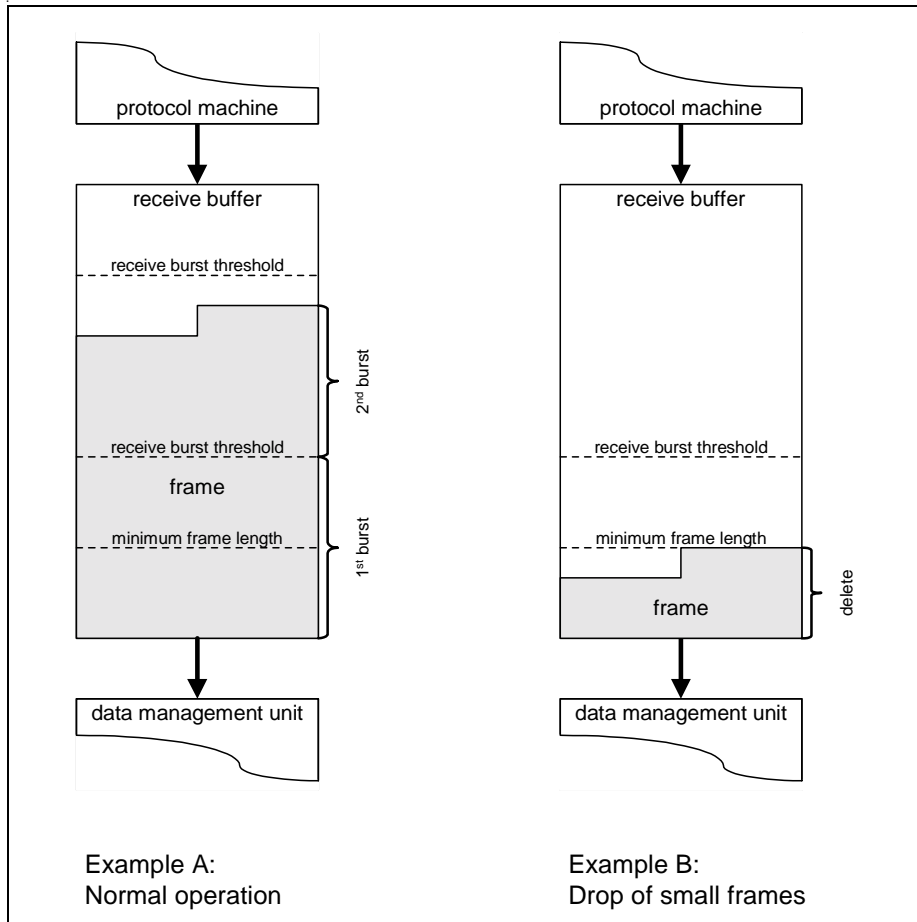 protocol machine
receive buffer
receive burst threshold
2nd burst
receive burst threshold
frame
minimum frame length
1st burst
data management unit
Example A:
Normal operation
protocol machine
receive buffer
receive burst threshold
minimum frame length
frame
delete
data management unit
Example B:
Drop of small frames